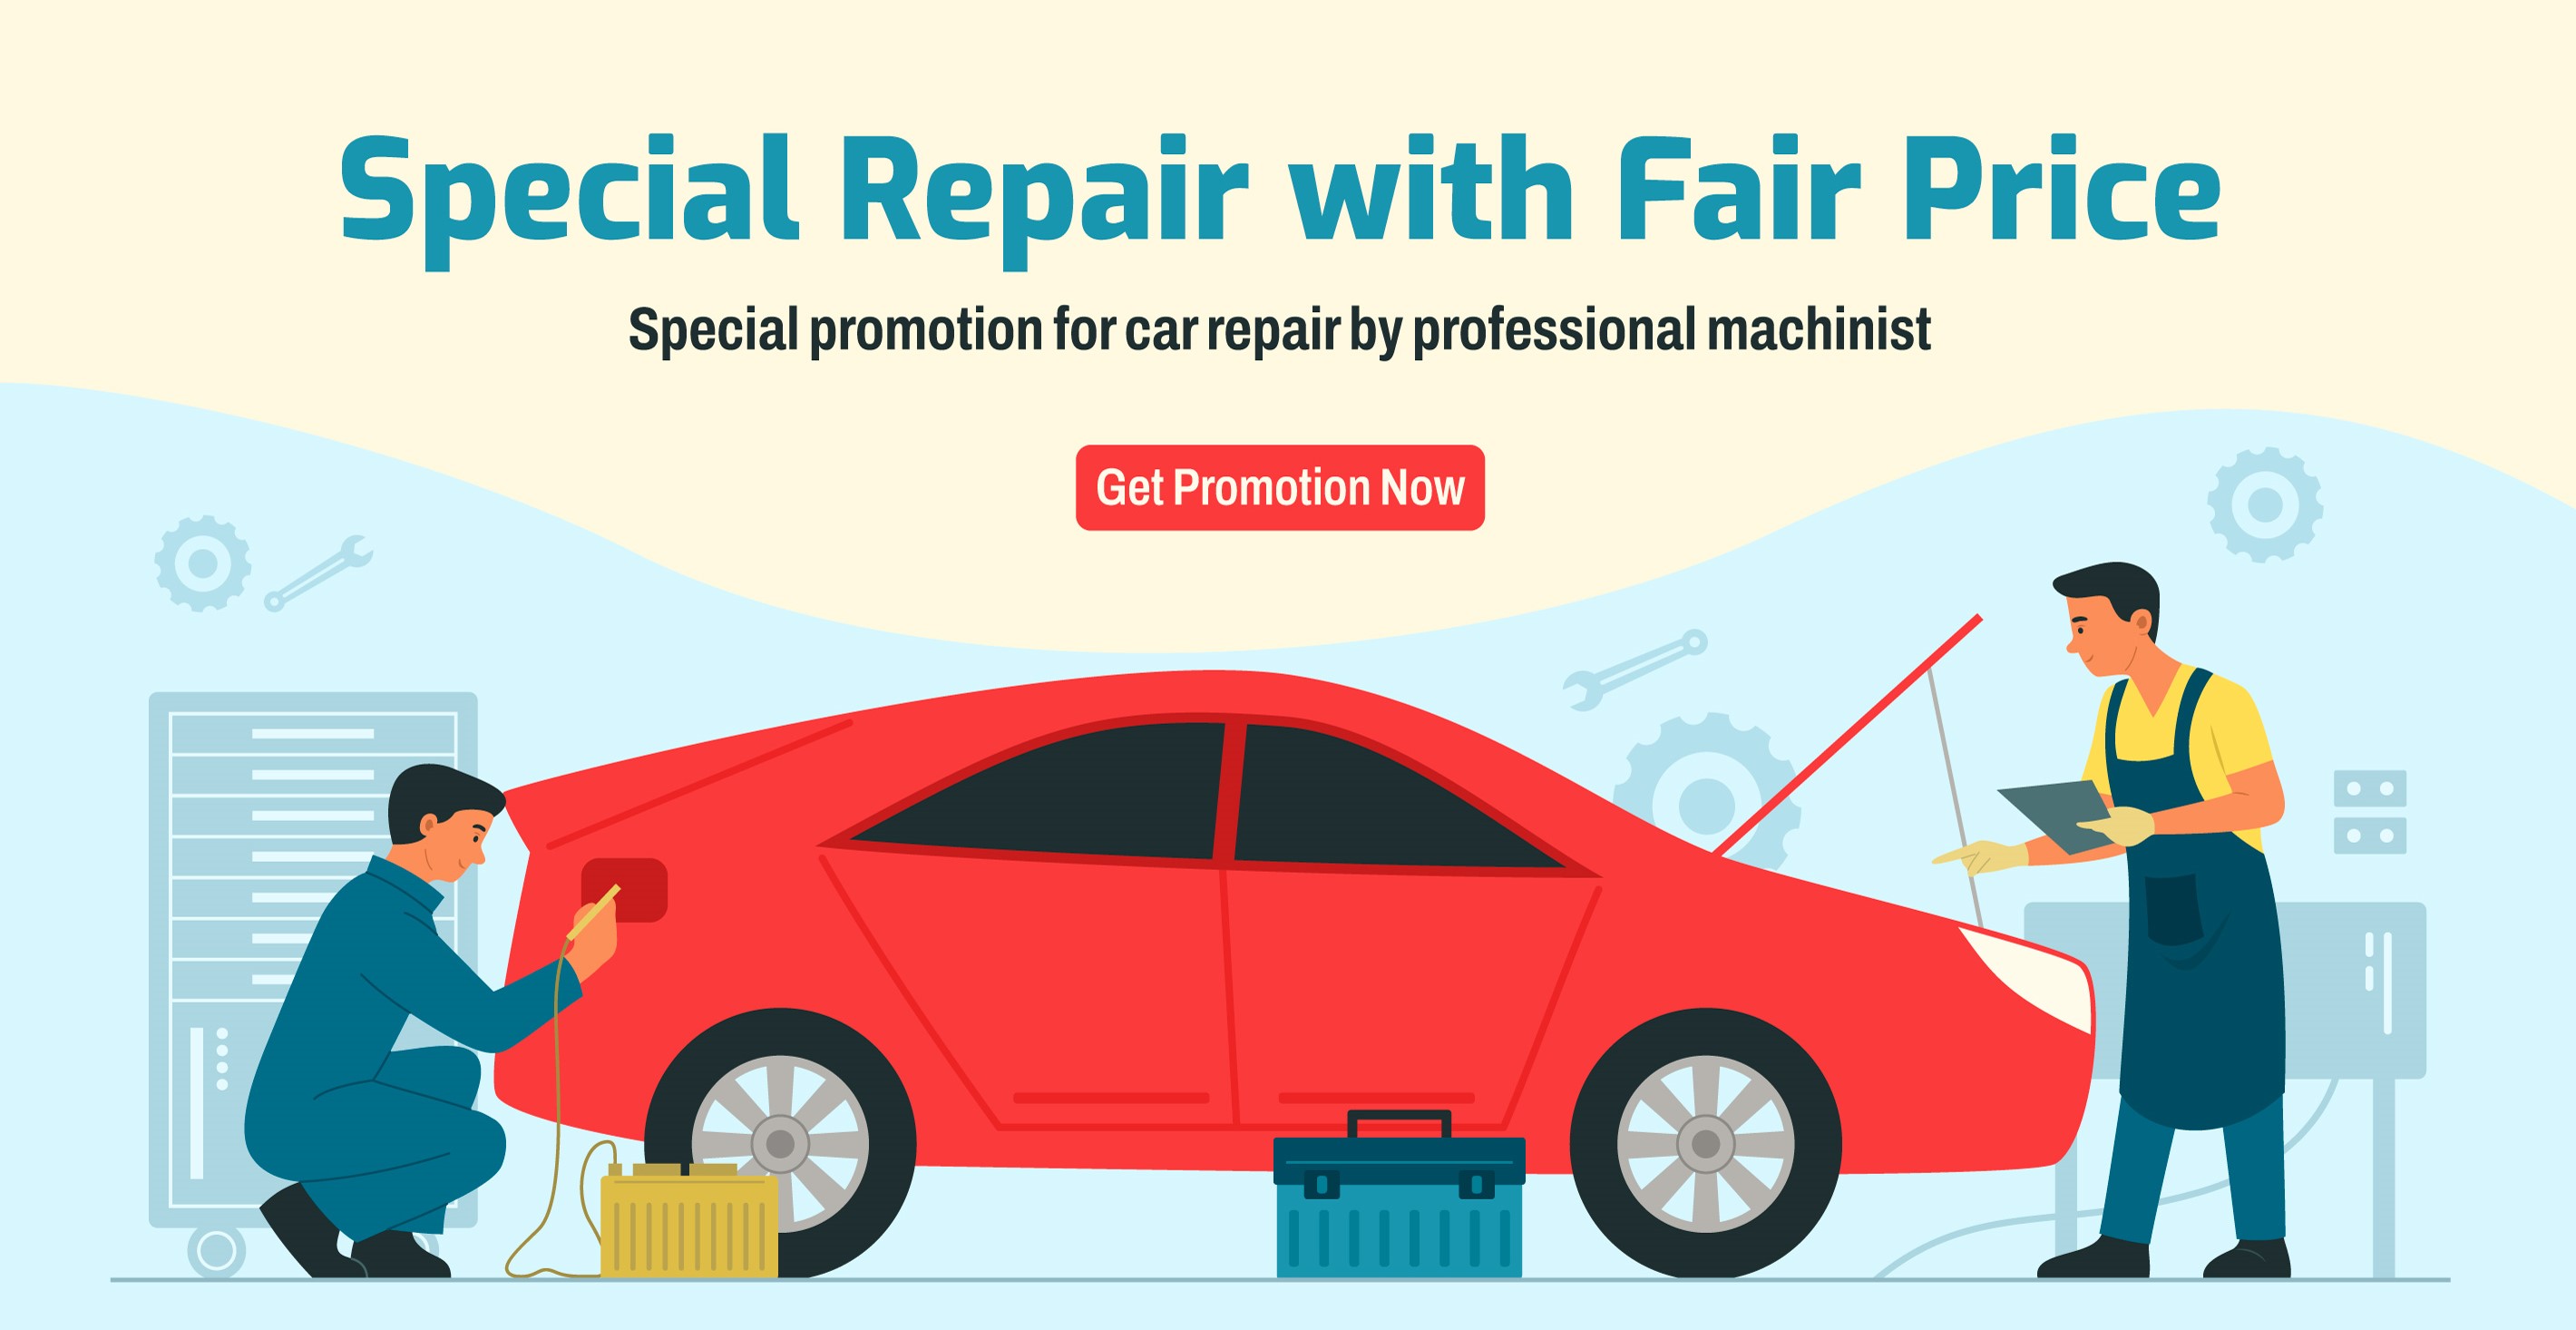 Special Repair with Fair Price
Special promotion for car repair by professional machinist
Get Promotion Now